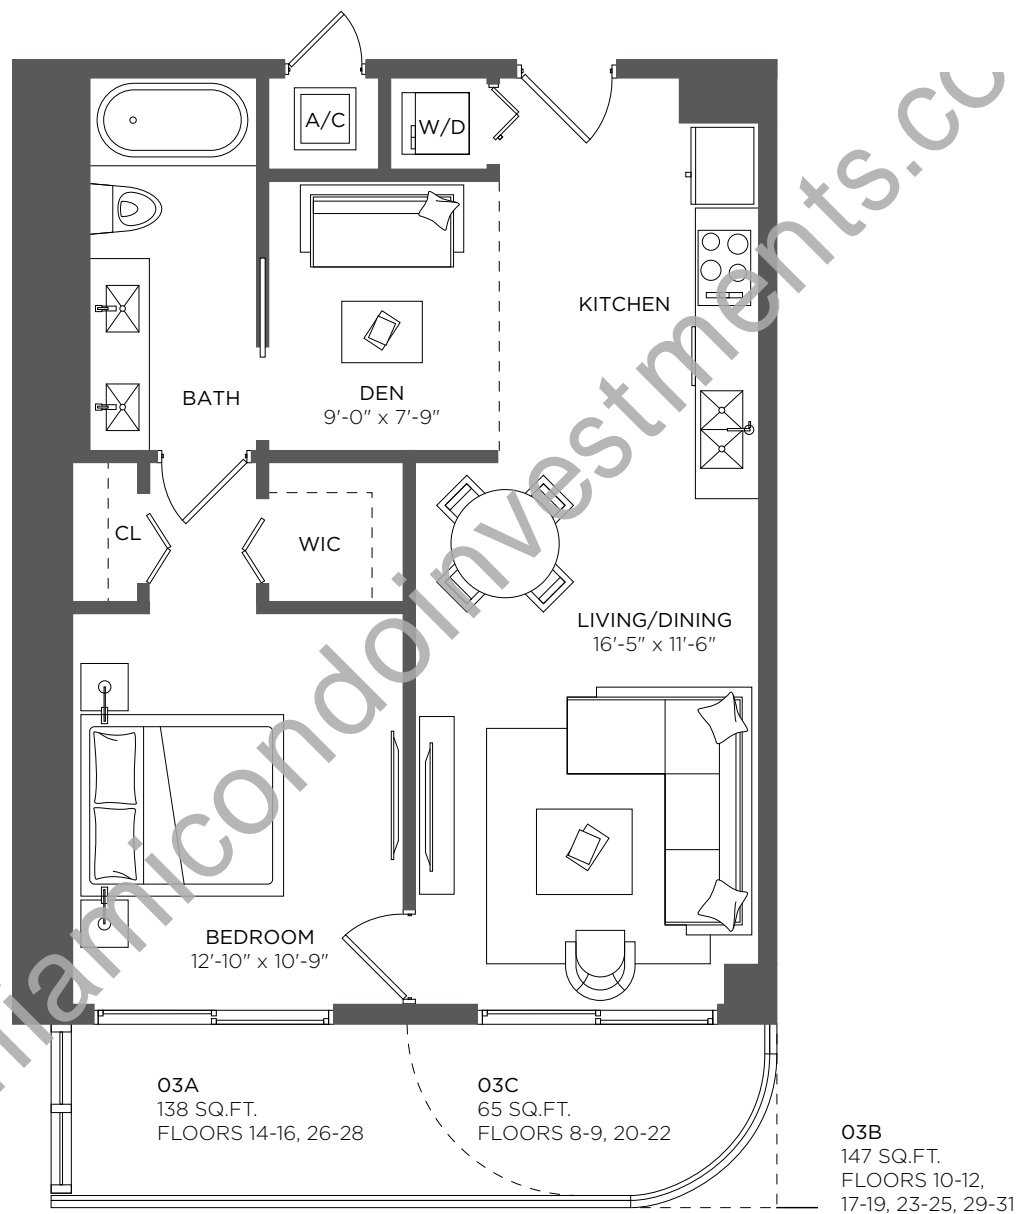 A/C
W/D
KITCHEN
BATH
DEN
9'-0" x 7'-9"
CL
WIC
LIVING/DINING
16'-5" x 11'-6"
BEDROOM
12'-10" x 10'-9"
03A
138 SQ.FT.
FLOORS 14-16, 26-28
03C
65 SQ.FT.
FLOORS 8-9, 20-22
03B
147 SQ.FT.
FLOORS 10-12,
17-19, 23-25, 29-31
miamicondoinvestments.co